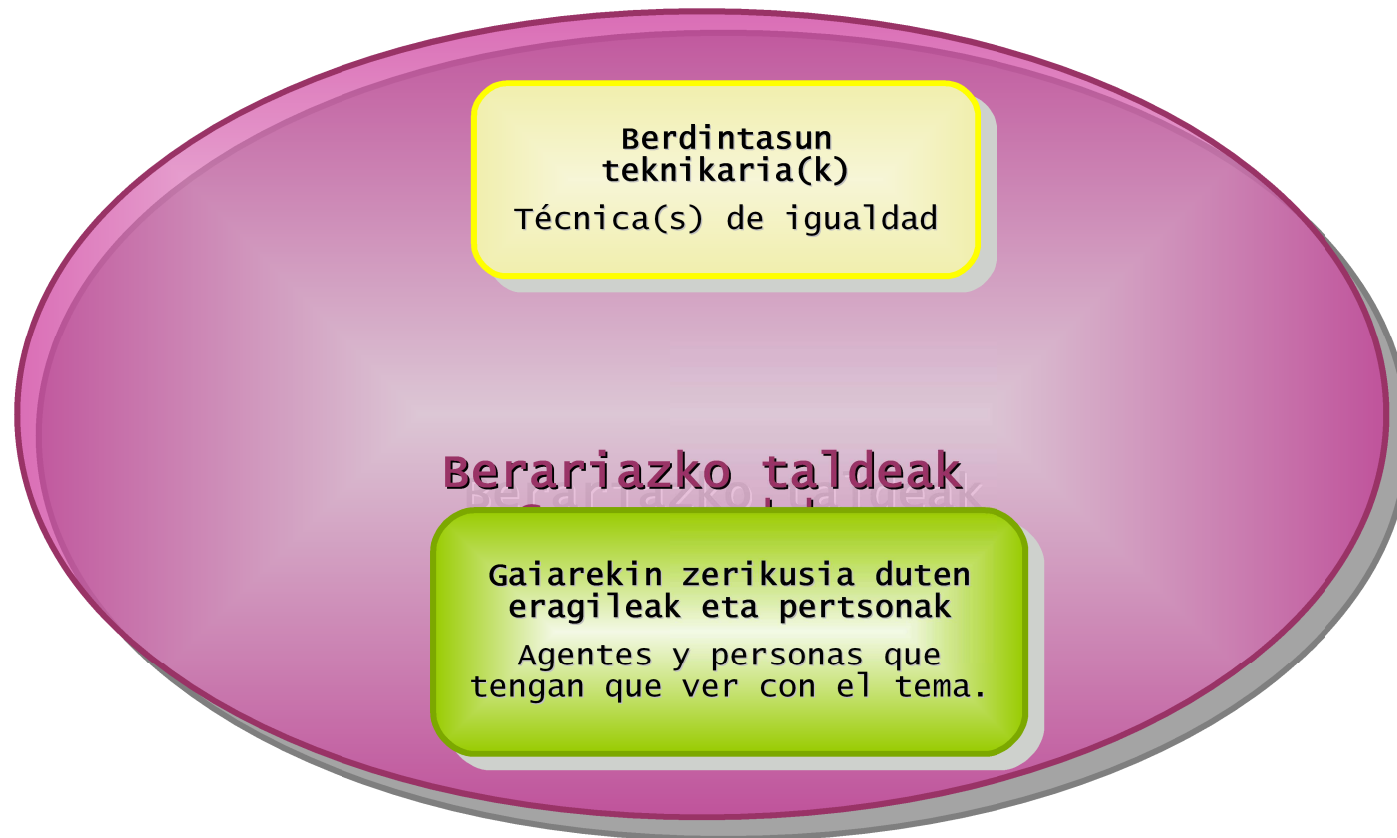 Berdintasun
teknikaria(k)
Técnica(s) de igualdad
Berariazko taldeak
Gaiarekin zerikusia duten
eragileak eta pertsonak
Agentes y personas que
tengan que ver con el tema.